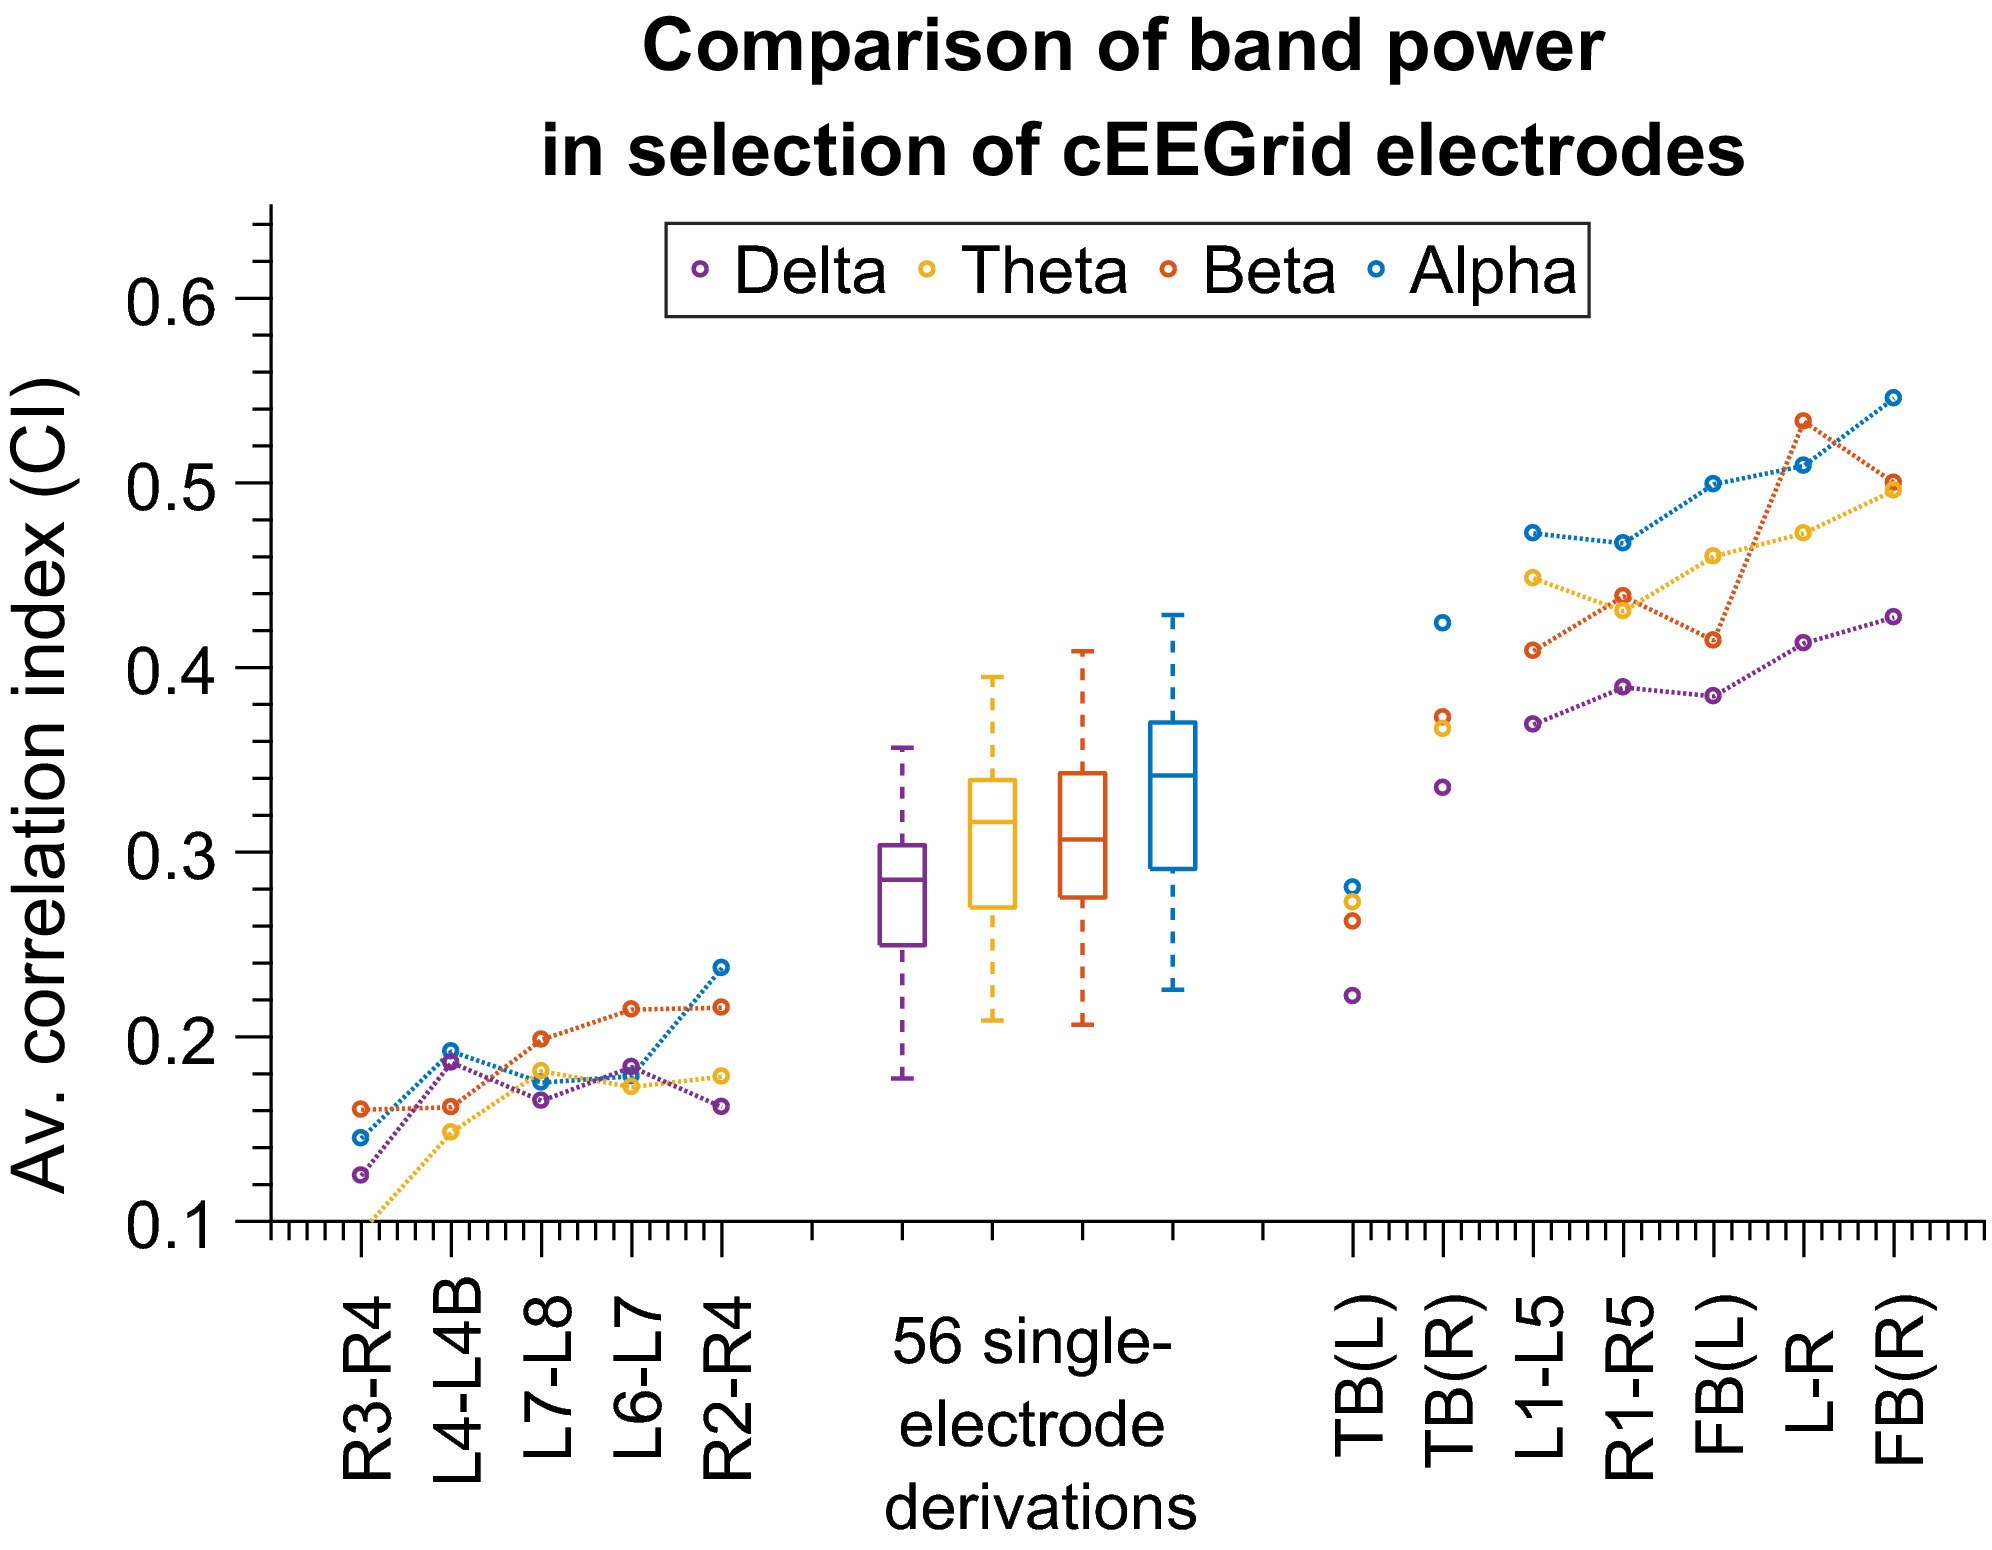 Comparison of band power
in selection of cEEGrid electrodes
Delta Theta Beta Alpha
Av. correlation index (CI)
0.6
0.5
0.4
0.3
0.2
0.1
R3-R4
L4-L4B
L7-L8
L6-L7
R2-R4
56 single-
electrode
derivations
TB(L)
TB(R)
L1-L5
R1-R5
FB(L)
L-R
FB(R)